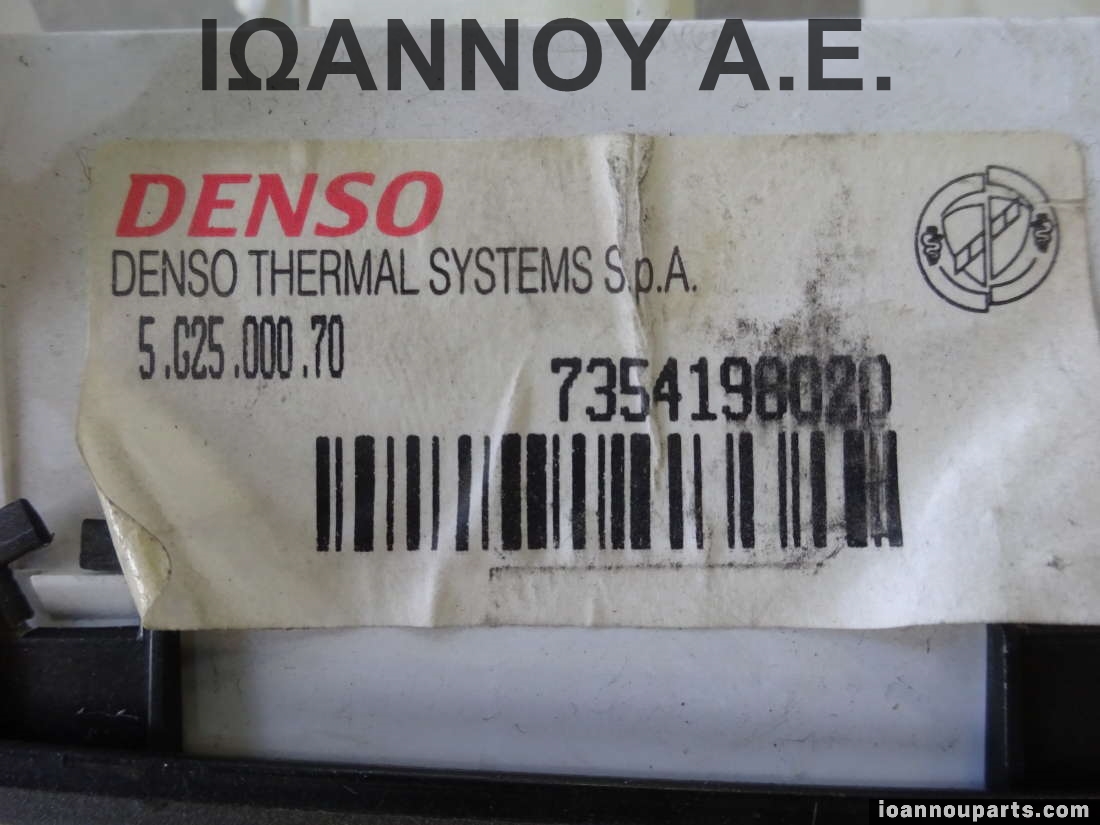 ΙΩΑΝΝΟΥ Α.Ε.
DENSO
DENSO THERMAL SYSTEMS S.p.A.
5.G25.000.70
7354198020
ioannouparts.com